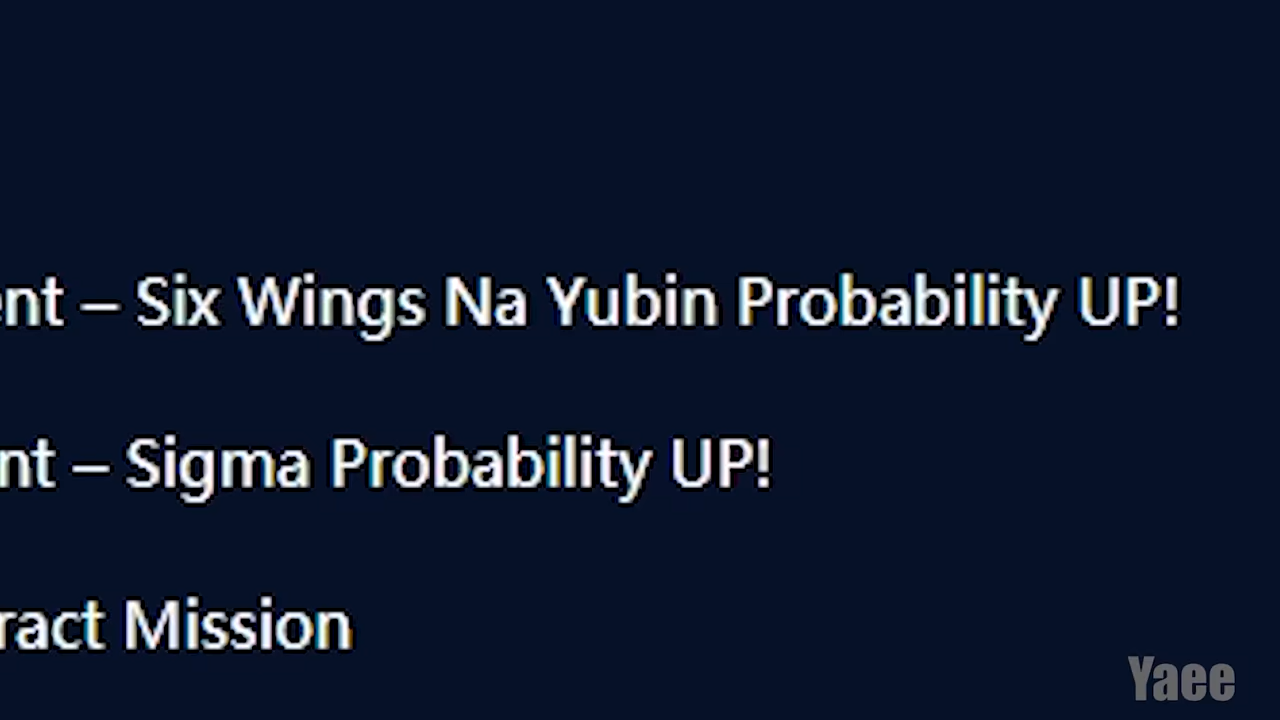 ent – Six Wings Na Yubin Probability UP!
nt – Sigma Probability UP!
ract Mission
Yaee